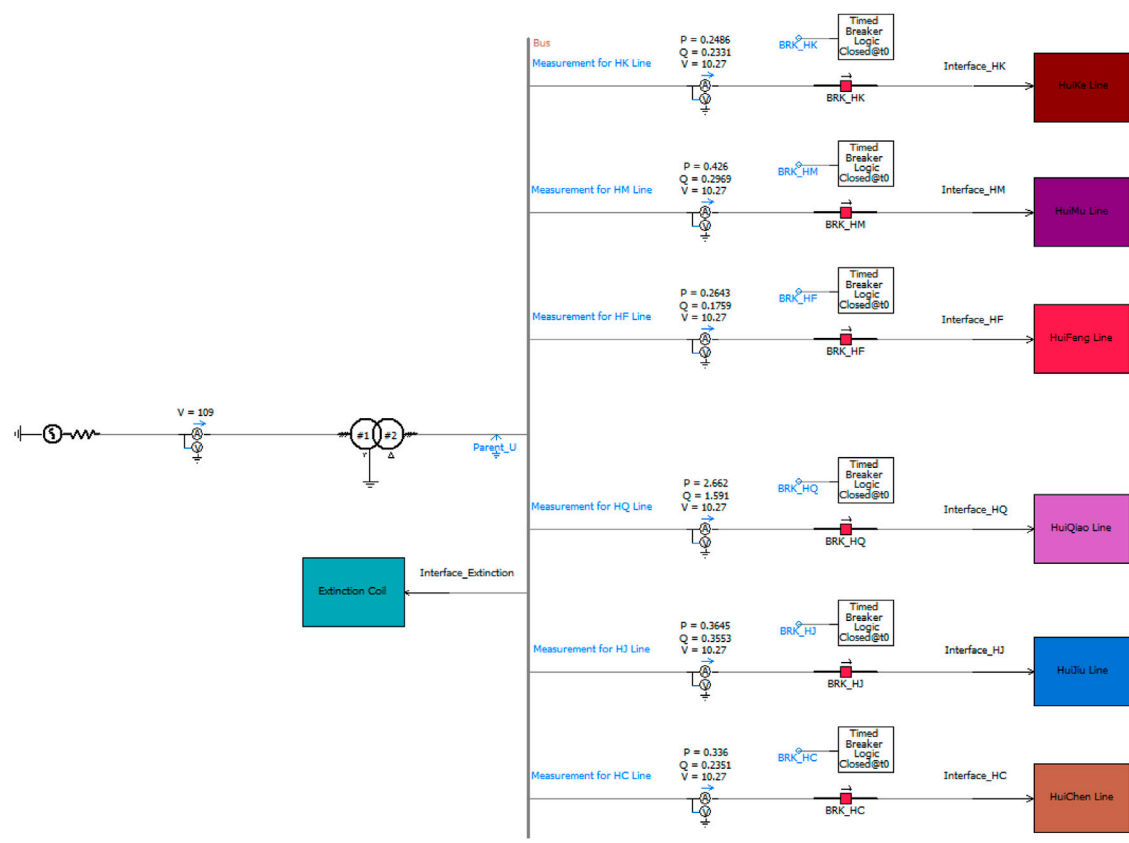 Bus
Measurement for HK Line
P = 0.2486
Q = 0.2331
V = 10.27
A
V
BRK_HK
Timed
Breaker
Logic
Closed@t0
BRK_HK
Interface_HK
HuiKe Line
Measurement for HM Line
P = 0.426
Q = 0.2969
V = 10.27
A
V
BRK_HM
Timed
Breaker
Logic
Closed@t0
BRK_HM
Interface_HM
HuiMu Line
Measurement for HF Line
P = 0.2643
Q = 0.1759
V = 10.27
A
V
BRK_HF
Timed
Breaker
Logic
Closed@t0
BRK_HF
Interface_HF
HuiFeng Line
V = 109
A
V
#1
#2
Y
Δ
Parent_U
Measurement for HQ Line
P = 2.662
Q = 1.591
V = 10.27
A
V
BRK_HQ
Timed
Breaker
Logic
Closed@t0
BRK_HQ
Interface_HQ
HuiQiao Line
Interface_Extinction
Extinction Coil
Measurement for HJ Line
P = 0.3645
Q = 0.3553
V = 10.27
A
V
BRK_HJ
Timed
Breaker
Logic
Closed@t0
BRK_HJ
Interface_HJ
HuiJiu Line
Measurement for HC Line
P = 0.336
Q = 0.2351
V = 10.27
A
V
BRK_HC
Timed
Breaker
Logic
Closed@t0
BRK_HC
Interface_HC
HuiChen Line